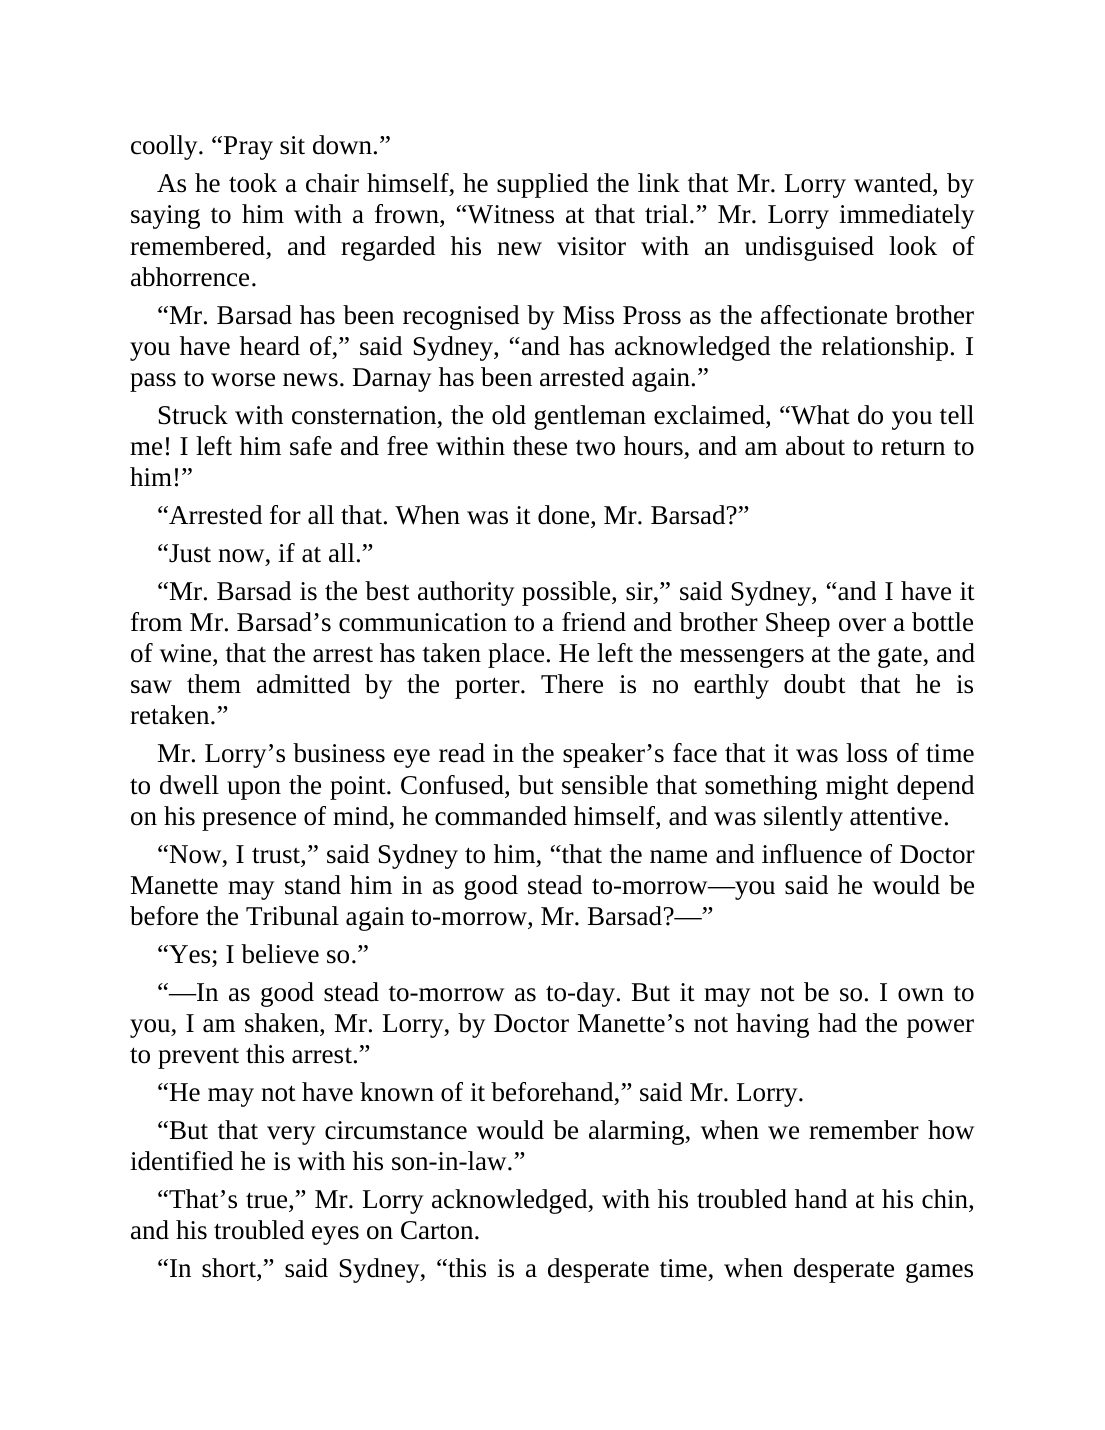 coolly. “Pray sit down.”
As he took a chair himself, he supplied the link that Mr. Lorry wanted, by
saying to him with a frown, “Witness at that trial.” Mr. Lorry immediately
remembered, and regarded his new visitor with an undisguised look of
abhorrence.
“Mr. Barsad has been recognised by Miss Pross as the affectionate brother
you have heard of,” said Sydney, “and has acknowledged the relationship. I
pass to worse news. Darnay has been arrested again.”
Struck with consternation, the old gentleman exclaimed, “What do you tell
me! I left him safe and free within these two hours, and am about to return to
him!”
“Arrested for all that. When was it done, Mr. Barsad?”
“Just now, if at all.”
“Mr. Barsad is the best authority possible, sir,” said Sydney, “and I have it
from Mr. Barsad’s communication to a friend and brother Sheep over a bottle
of wine, that the arrest has taken place. He left the messengers at the gate, and
saw them admitted by the porter. There is no earthly doubt that he is
retaken.”
Mr. Lorry’s business eye read in the speaker’s face that it was loss of time
to dwell upon the point. Confused, but sensible that something might depend
on his presence of mind, he commanded himself, and was silently attentive.
“Now, I trust,” said Sydney to him, “that the name and influence of Doctor
Manette may stand him in as good stead to-morrow—you said he would be
before the Tribunal again to-morrow, Mr. Barsad?—”
“Yes; I believe so.”
“—In as good stead to-morrow as to-day. But it may not be so. I own to
you, I am shaken, Mr. Lorry, by Doctor Manette’s not having had the power
to prevent this arrest.”
“He may not have known of it beforehand,” said Mr. Lorry.
“But that very circumstance would be alarming, when we remember how
identified he is with his son-in-law.”
“That’s true,” Mr. Lorry acknowledged, with his troubled hand at his chin,
and his troubled eyes on Carton.
“In short,” said Sydney, “this is a desperate time, when desperate games